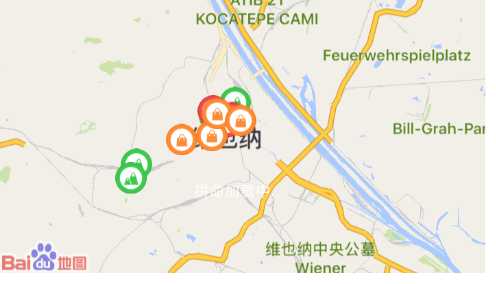 ATIB 21
KOCATEPE CAMI
Feuerwehrspielplatz
Bill-Grah-Par
维也纳
拼命加载中...
维也纳中央公墓
Wiener
Bai du 地图